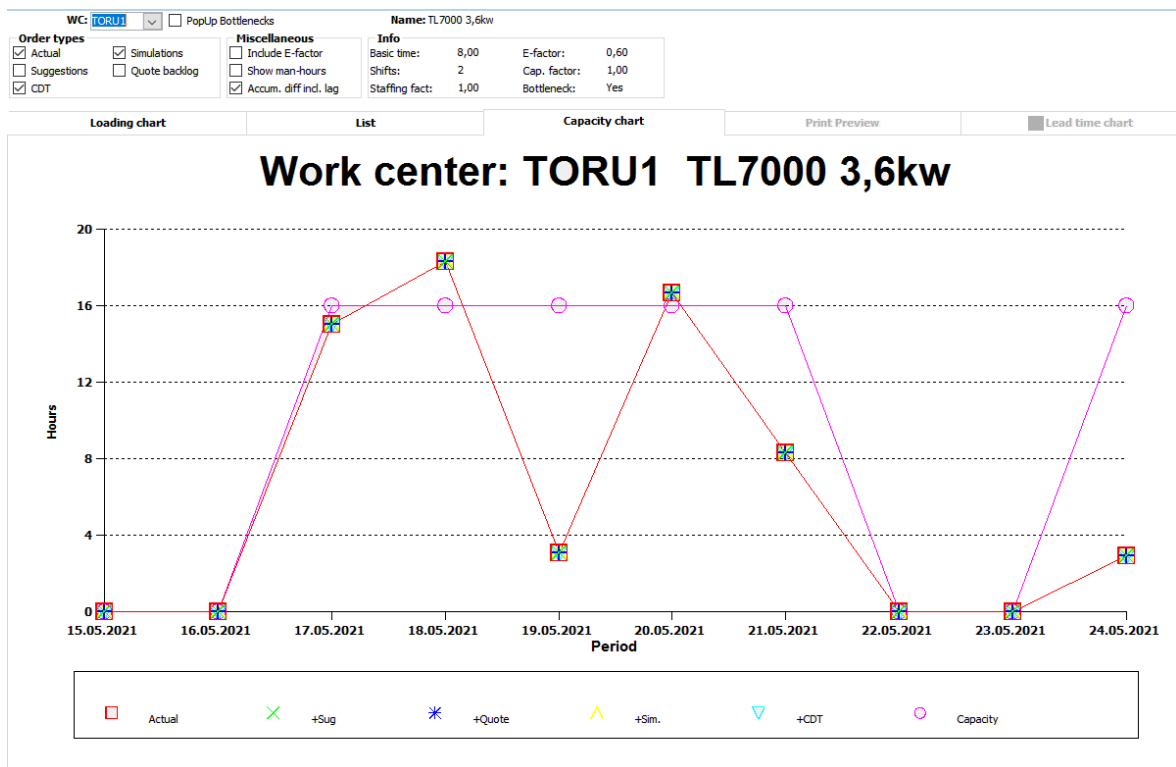 WC: TORU1 PopUp Bottlenecks Name: TL7000 3,6kw
Order types Miscellaneous Info
Actual Simulations Include E-factor Basic time: 8,00 E-factor: 0,60
Suggestions Quote backlog Show man-hours Shifts: 2 Cap. factor: 1,00
CDT Accum. diff incl. lag Staffing fact: 1,00 Bottleneck: Yes
Loading chart List Capacity chart Print Preview Lead time chart
Work center: TORU1 TL7000 3,6kw
20
16
12
8
4
0
Hours
15.05.2021 16.05.2021 17.05.2021 18.05.2021 19.05.2021 20.05.2021 21.05.2021 22.05.2021 23.05.2021 24.05.2021
Period
Actual +Sug +Quote +Sim. +CDT Capacity